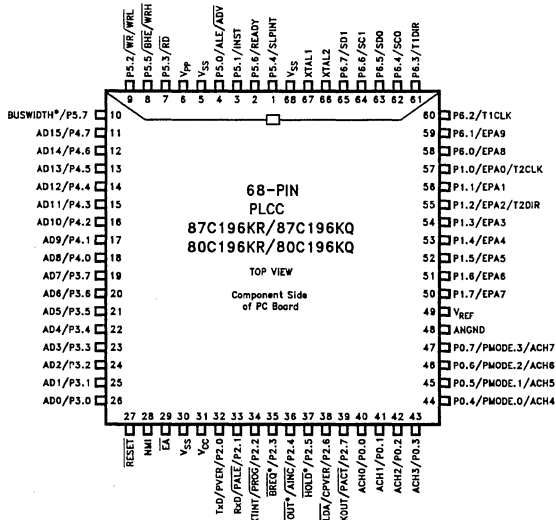 P5.2/WR/WRL
P5.5/BHE/WRH
P5.3/RD
VPP
VSS
P5.0/ALE/ADV
P5.1/INST
P5.6/READY
P5.4/SLPINT
VSS
XTAL1
XTAL2
P6.7/SD1
P6.6/SC1
P6.5/SD0
P6.4/SC0
P6.3/T1DIR
9 8 7 6 5 4 3 2 1 68 67 66 65 64 63 62 61
BUSWIDTH*/P5.7 10
AD15/P4.7 11
AD14/P4.6 12
AD13/P4.5 13
AD12/P4.4 14
AD11/P4.3 15
AD10/P4.2 16
AD9/P4.1 17
AD8/P4.0 18
AD7/P3.7 19
AD6/P3.6 20
AD5/P3.5 21
AD4/P3.4 22
AD3/P3.3 23
AD2/P3.2 24
AD1/P3.1 25
AD0/P3.0 26
68-PIN
PLCC
87C196KR/87C196KQ
80C196KR/80C196KQ
TOP VIEW
Component Side
of PC Board
60 P6.2/T1CLK
59 P6.1/EPA9
58 P6.0/EPA8
57 P1.0/EPA0/T2CLK
56 P1.1/EPA1
55 P1.2/EPA2/T2DIR
54 P1.3/EPA3
53 P1.4/EPA4
52 P1.5/EPA5
51 P1.6/EPA6
50 P1.7/EPA7
49 VREF
48 ANGND
47 P0.7/PMODE.3/ACH7
46 P0.6/PMODE.2/ACH6
45 P0.5/PMODE.1/ACH5
44 P0.4/PMODE.0/ACH4
27 28 29 30 31 32 33 34 35 36 37 38 39 40 41 42 43
RESET
NMI
EA
VSS
VCC
TxD/PVER/P2.0
RxD/PALE/P2.1
TINT/PROG/P2.2
BREQ*/P2.3
OUT*/AINC/P2.4
HOLD*/P2.5
LDA/CPVER/P2.6
KOUT/PACT/P2.7
ACH0/P0.0
ACH1/P0.1
ACH2/P0.2
ACH3/P0.3